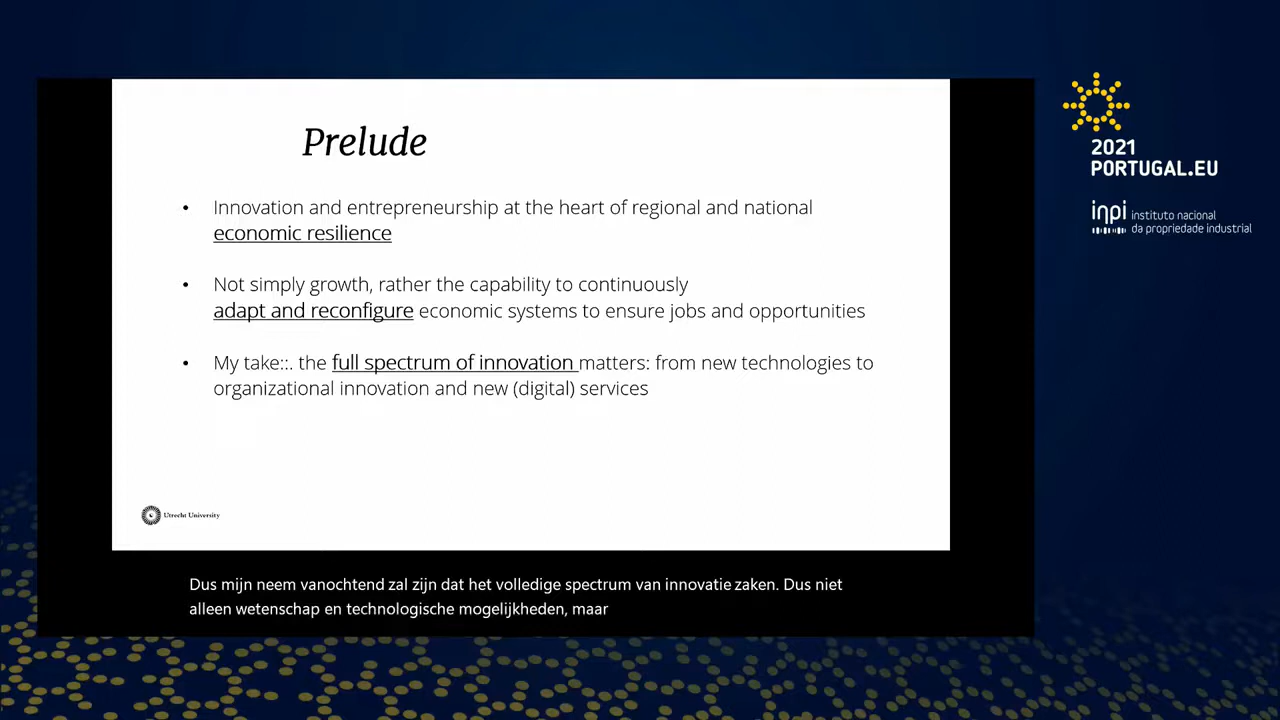 Prelude
• Innovation and entrepreneurship at the heart of regional and national
economic resilience
• Not simply growth, rather the capability to continuously
adapt and reconfigure economic systems to ensure jobs and opportunities
• My take::. the full spectrum of innovation matters: from new technologies to
organizational innovation and new (digital) services
Utrecht University
Dus mijn neem vanochtend zal zijn dat het volledige spectrum van innovatie zaken. Dus niet
alleen wetenschap en technologische mogelijkheden, maar
2021
PORTUGAL.EU
inpi instituto nacional
da propriedade industrial